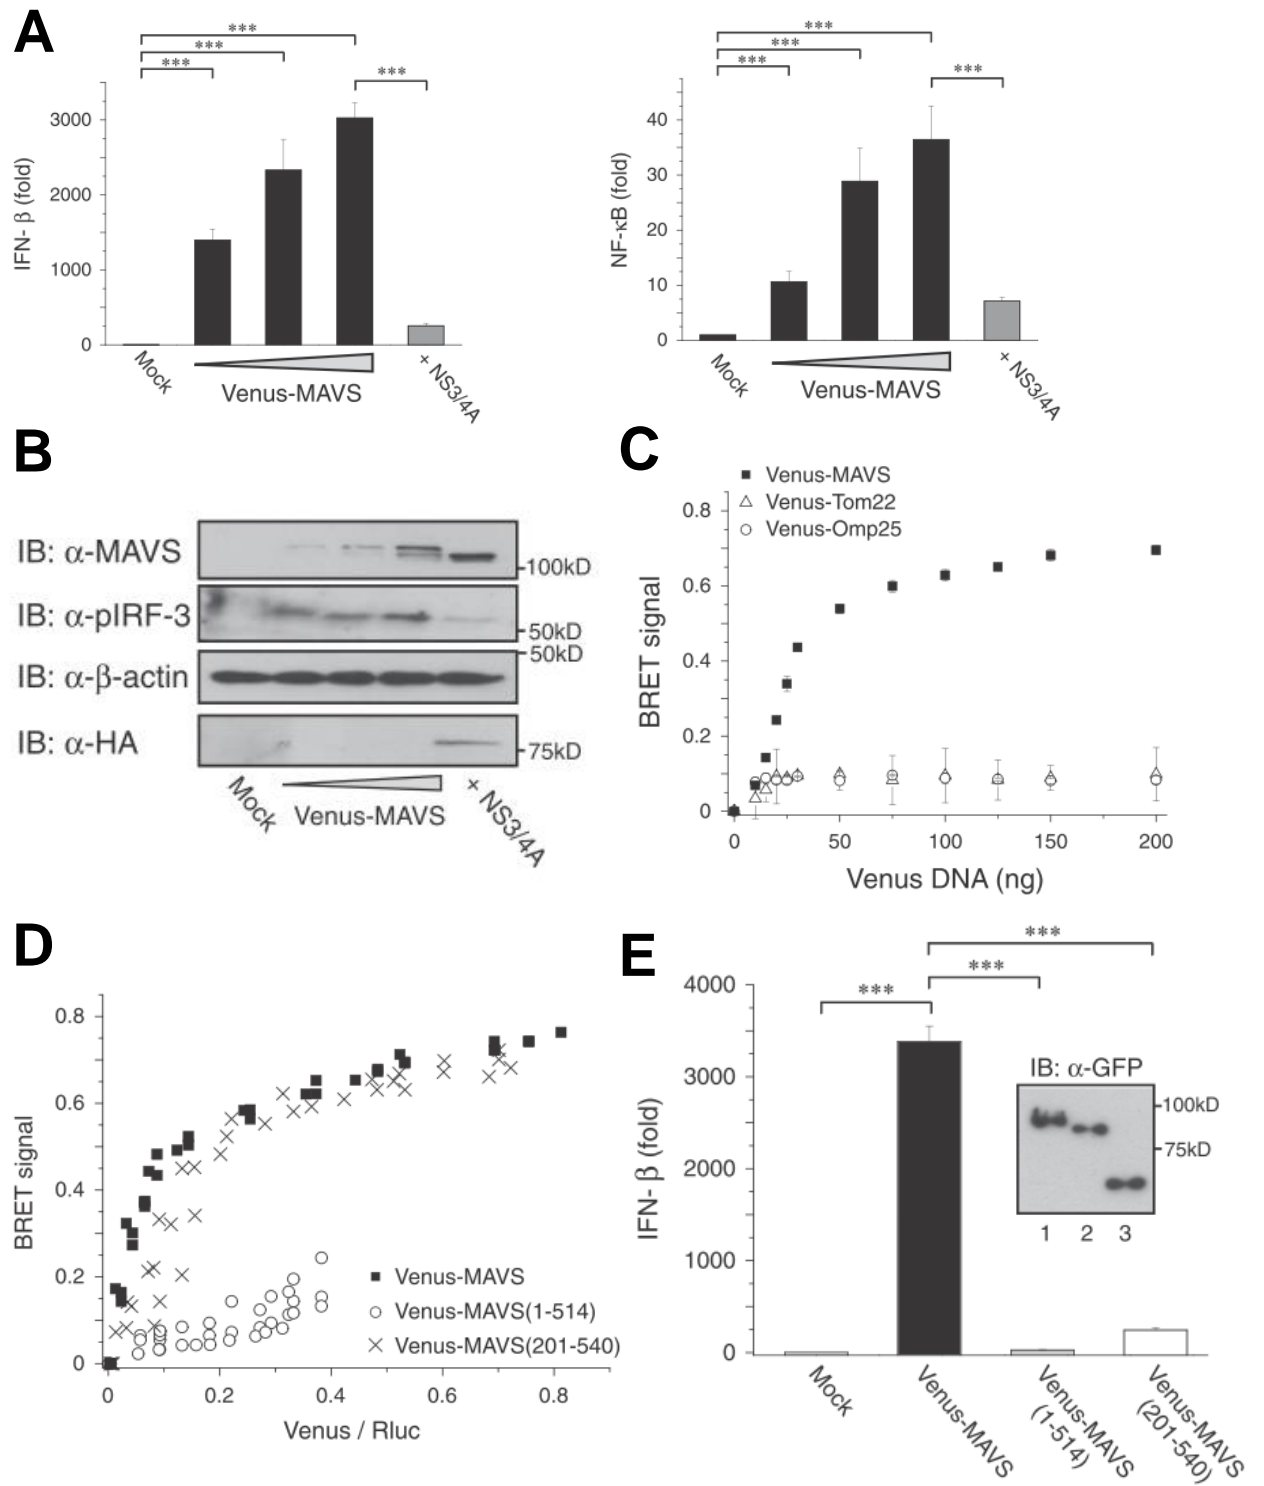 A
***
***
***
***
IFN- β (fold)
3000
2000
1000
0
Mock
Venus-MAVS
+ NS3/4A
***
***
***
***
NF-κB (fold)
40
30
20
10
0
Mock
Venus-MAVS
+ NS3/4A
B
IB: α-MAVS
100kD
IB: α-pIRF-3
50kD
50kD
IB: α-β-actin
IB: α-HA
75kD
Mock
Venus-MAVS
+ NS3/4A
C
Venus-MAVS
Venus-Tom22
Venus-Omp25
BRET signal
0.8
0.6
0.4
0.2
0
0 50 100 150 200
Venus DNA (ng)
D
BRET signal
0.8
0.6
0.4
0.2
0
Venus-MAVS
Venus-MAVS(1-514)
Venus-MAVS(201-540)
0 0.2 0.4 0.6 0.8
Venus / Rluc
E
***
***
***
IFN- β (fold)
4000
3000
2000
1000
0
IB: α-GFP
100kD
75kD
1 2 3
Mock
Venus-MAVS
Venus-MAVS
(1-514)
Venus-MAVS
(201-540)